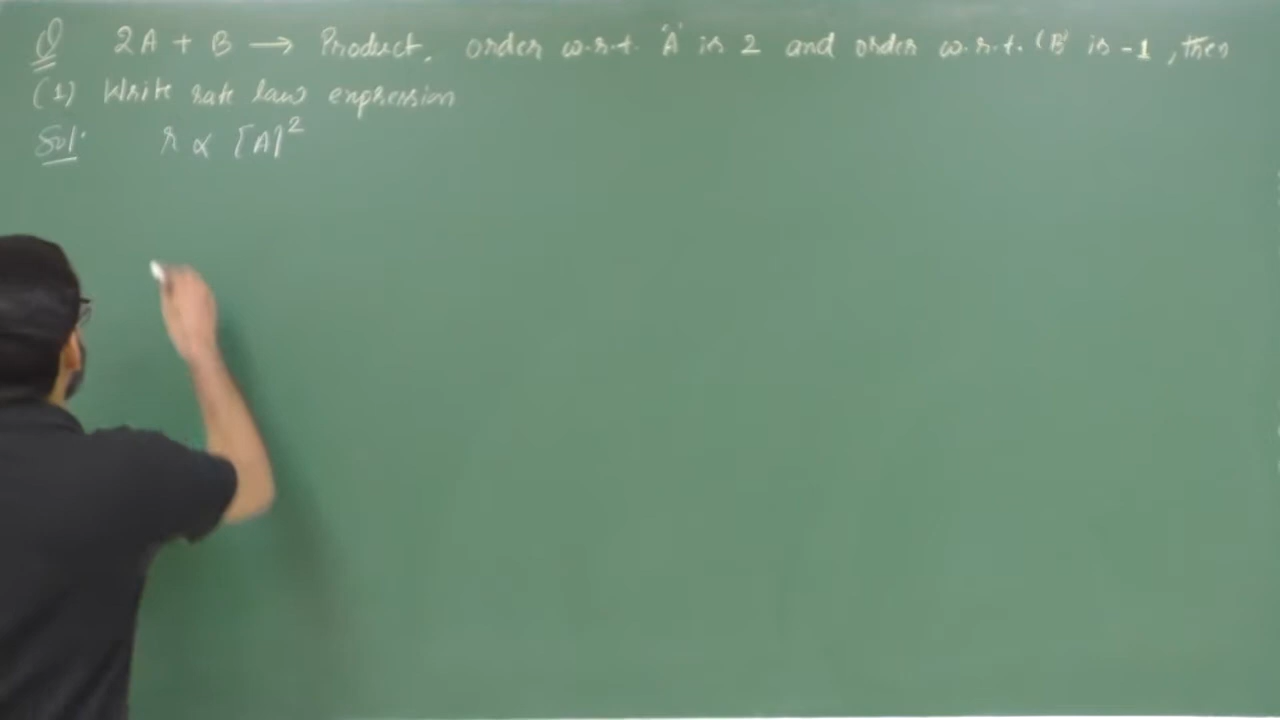 Q 2A + B ⟶ Product, order w.r.t. 'A' is 2 and order w.r.t. 'B' is -1, then
(1) Write rate law expression
Sol. r ∝ [A]²